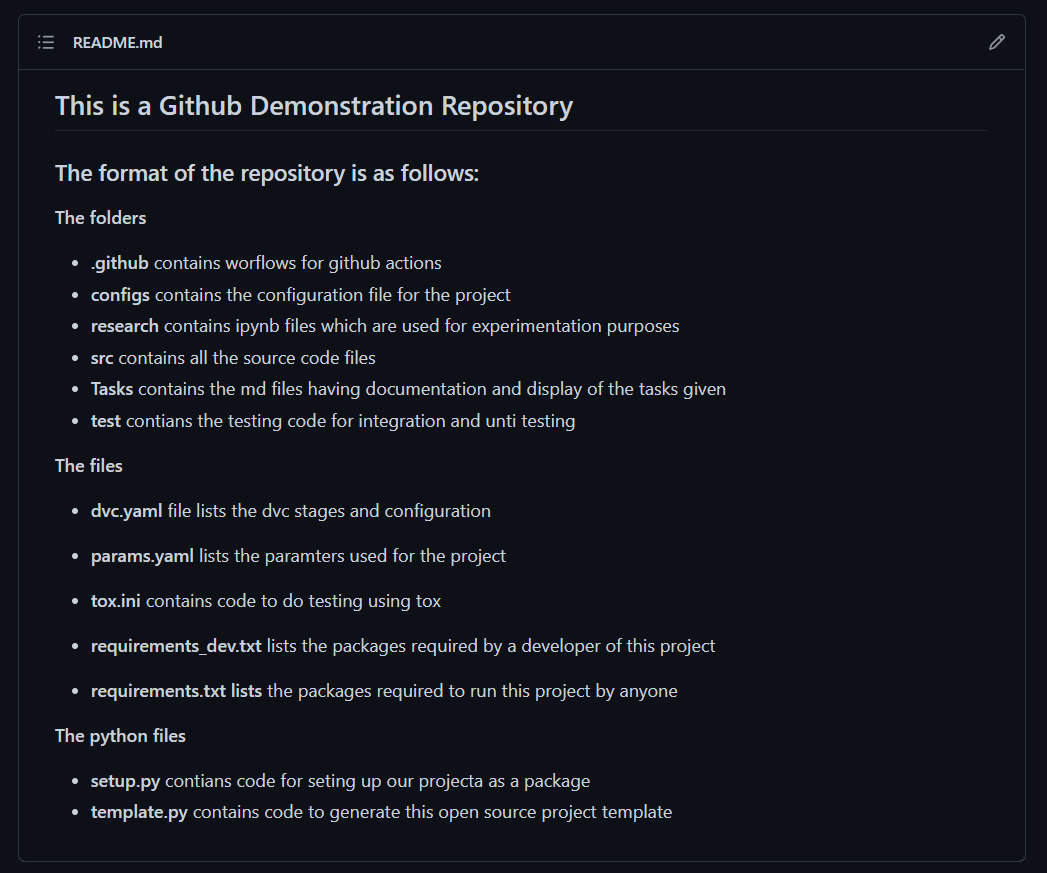 README.md
This is a Github Demonstration Repository
The format of the repository is as follows:
The folders
.github contains worflows for github actions
configs contains the configuration file for the project
research contains ipynb files which are used for experimentation purposes
src contains all the source code files
Tasks contains the md files having documentation and display of the tasks given
test contians the testing code for integration and unti testing
The files
dvc.yaml file lists the dvc stages and configuration
params.yaml lists the paramters used for the project
tox.ini contains code to do testing using tox
requirements_dev.txt lists the packages required by a developer of this project
requirements.txt lists the packages required to run this project by anyone
The python files
setup.py contians code for seting up our projecta as a package
template.py contains code to generate this open source project template